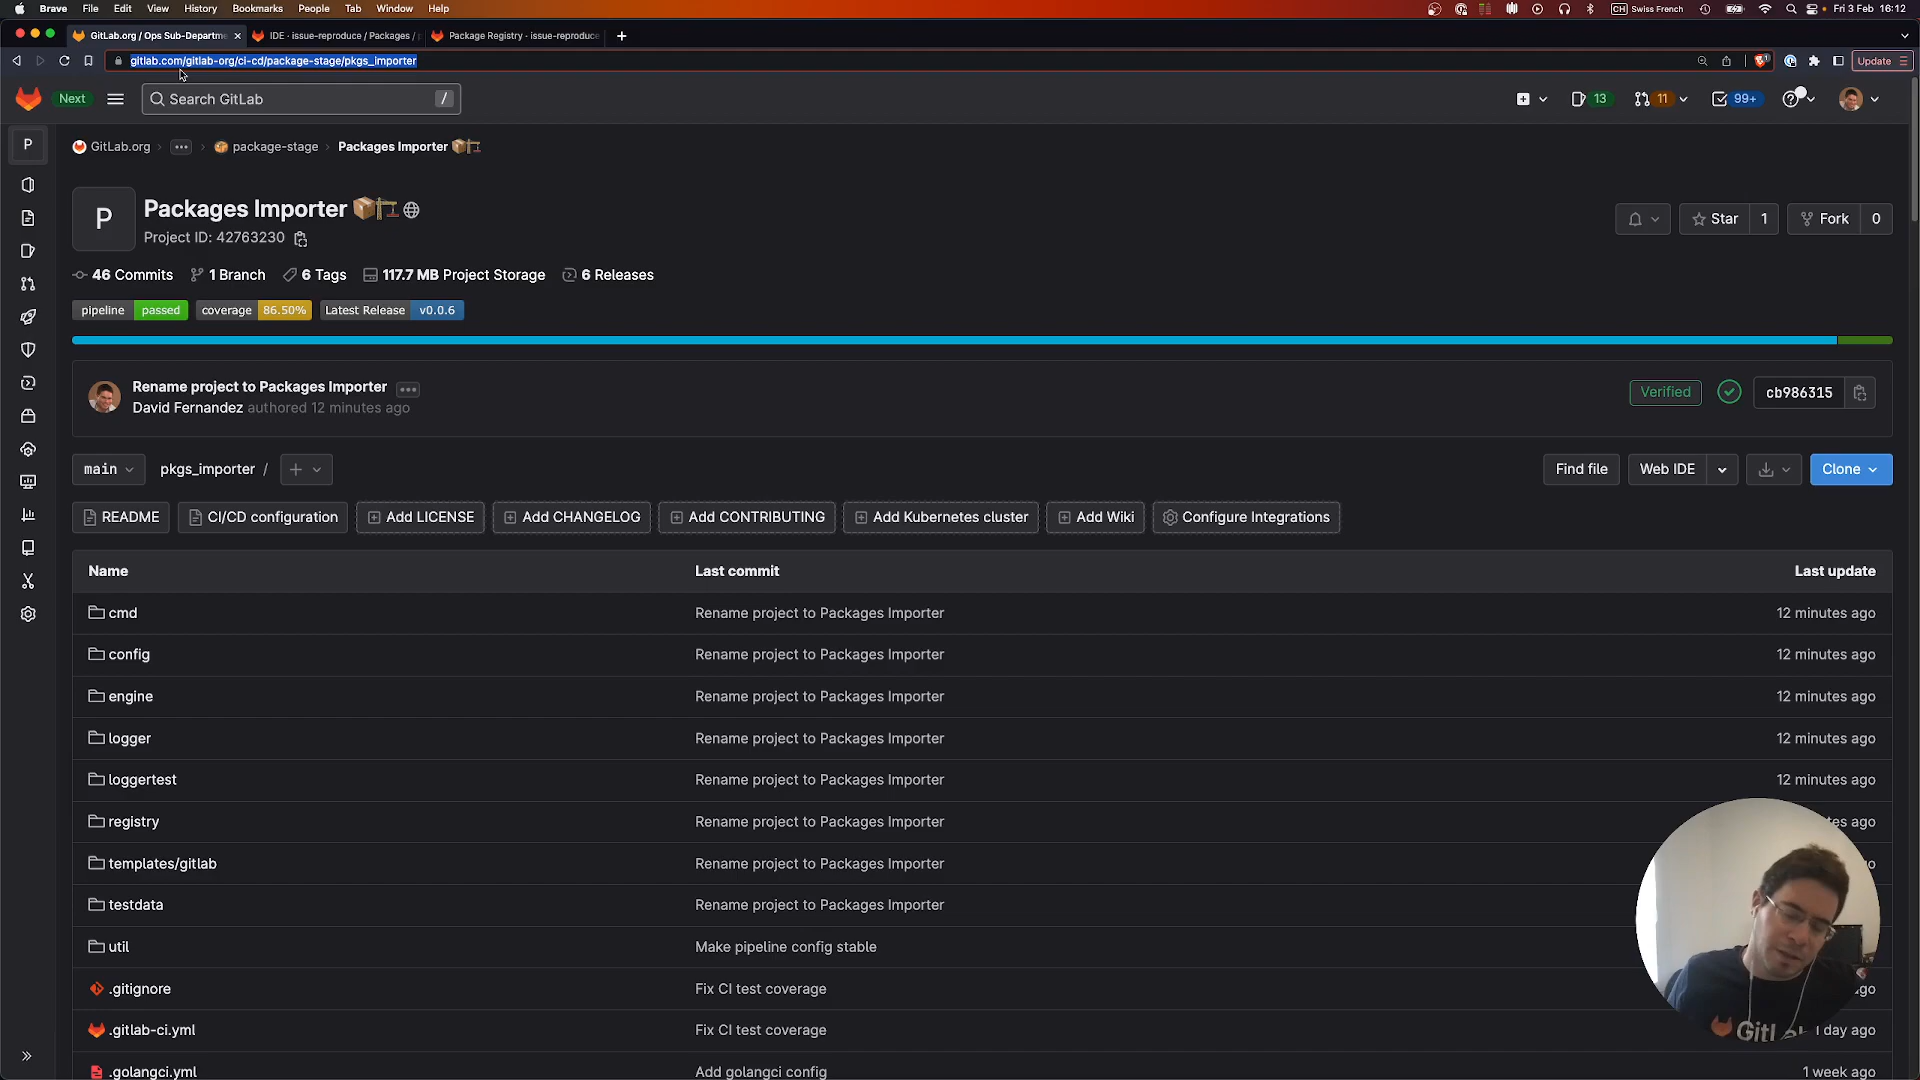 Brave File Edit View History Bookmarks People Tab Window Help CH Swiss French Fri 3 Feb 16:12
GitLab.org / Ops Sub-Departme IDE · issue-reproduce / Packages / Package Registry · issue-reproduce
gitlab.com/gitlab-org/ci-cd/package-stage/pkgs_importer Update
Next Search GitLab / 13 11 99+
P GitLab.org package-stage Packages Importer
P Packages Importer
Project ID: 42763230
Star 1 Fork 0
46 Commits 1 Branch 6 Tags 117.7 MB Project Storage 6 Releases
pipeline passed coverage 86.50% Latest Release v0.0.6
Rename project to Packages Importer
David Fernandez authored 12 minutes ago
Verified cb986315
main pkgs_importer / Find file Web IDE Clone
README CI/CD configuration Add LICENSE Add CHANGELOG Add CONTRIBUTING Add Kubernetes cluster Add Wiki Configure Integrations
Name Last commit Last update
cmd Rename project to Packages Importer 12 minutes ago
config Rename project to Packages Importer 12 minutes ago
engine Rename project to Packages Importer 12 minutes ago
logger Rename project to Packages Importer 12 minutes ago
loggertest Rename project to Packages Importer 12 minutes ago
registry Rename project to Packages Importer ago
templates/gitlab Rename project to Packages Importer
testdata Rename project to Packages Importer
util Make pipeline config stable
.gitignore Fix CI test coverage ago
.gitlab-ci.yml Fix CI test coverage 1 day ago
.golangci.yml Add golangci config 1 week ago